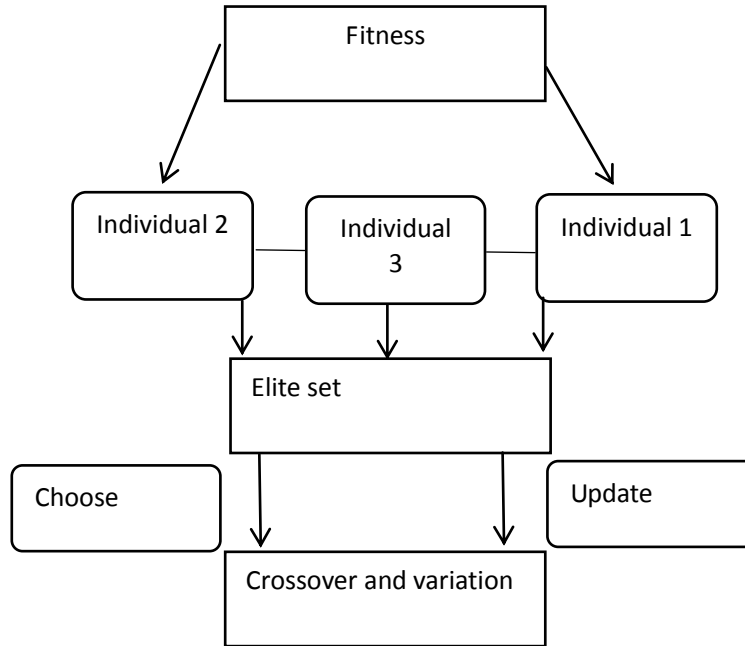 Fitness
Individual 2
Individual
3
Individual 1
Elite set
Choose
Update
Crossover and variation